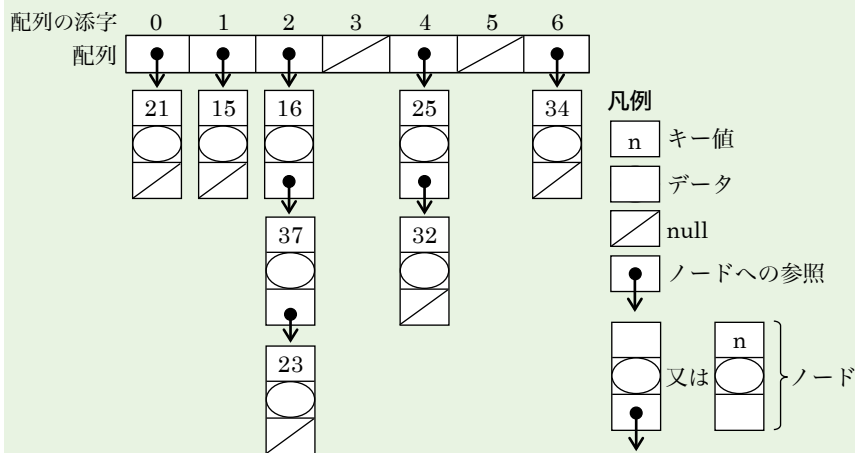 配列の添字 0 1 2 3 4 5 6
配列
21 15 16 25 34
37 32
23
凡例
n キー値
データ
null
ノードへの参照
n
又は ノード